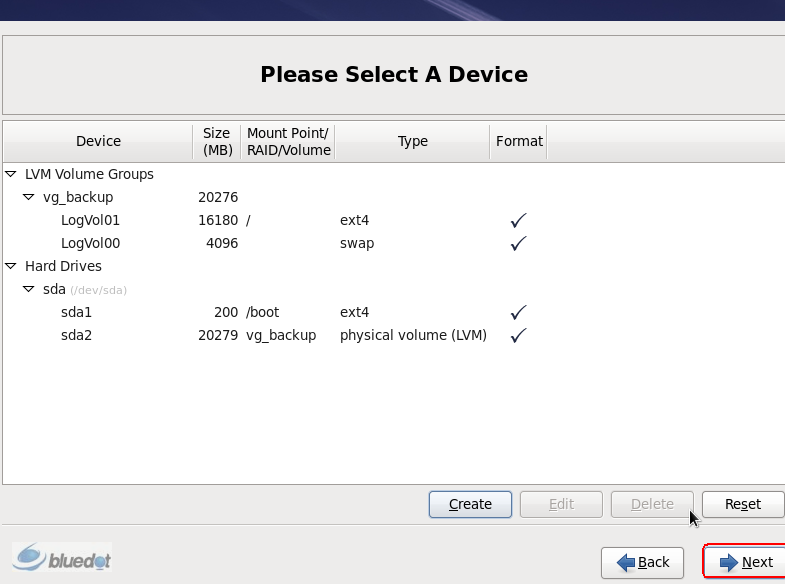 Please Select A Device
Device Size (MB) Mount Point/ RAID/Volume Type Format
LVM Volume Groups
vg_backup 20276
LogVol01 16180 / ext4
LogVol00 4096 swap
Hard Drives
sda (/dev/sda)
sda1 200 /boot ext4
sda2 20279 vg_backup physical volume (LVM)
Create Edit Delete Reset
bluedot Back Next